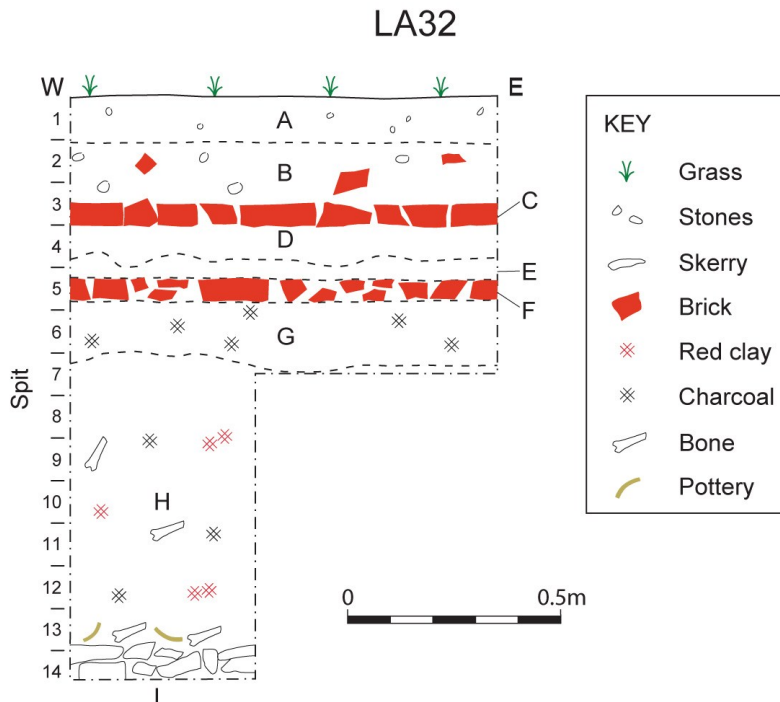 LA32
W
E
1
A
2
B
3
C
4
D
E
5
F
6
G
7
8
9
10
H
11
12
13
14
I
Spit
KEY
Grass
Stones
Skerry
Brick
Red clay
Charcoal
Bone
Pottery
0
0.5m